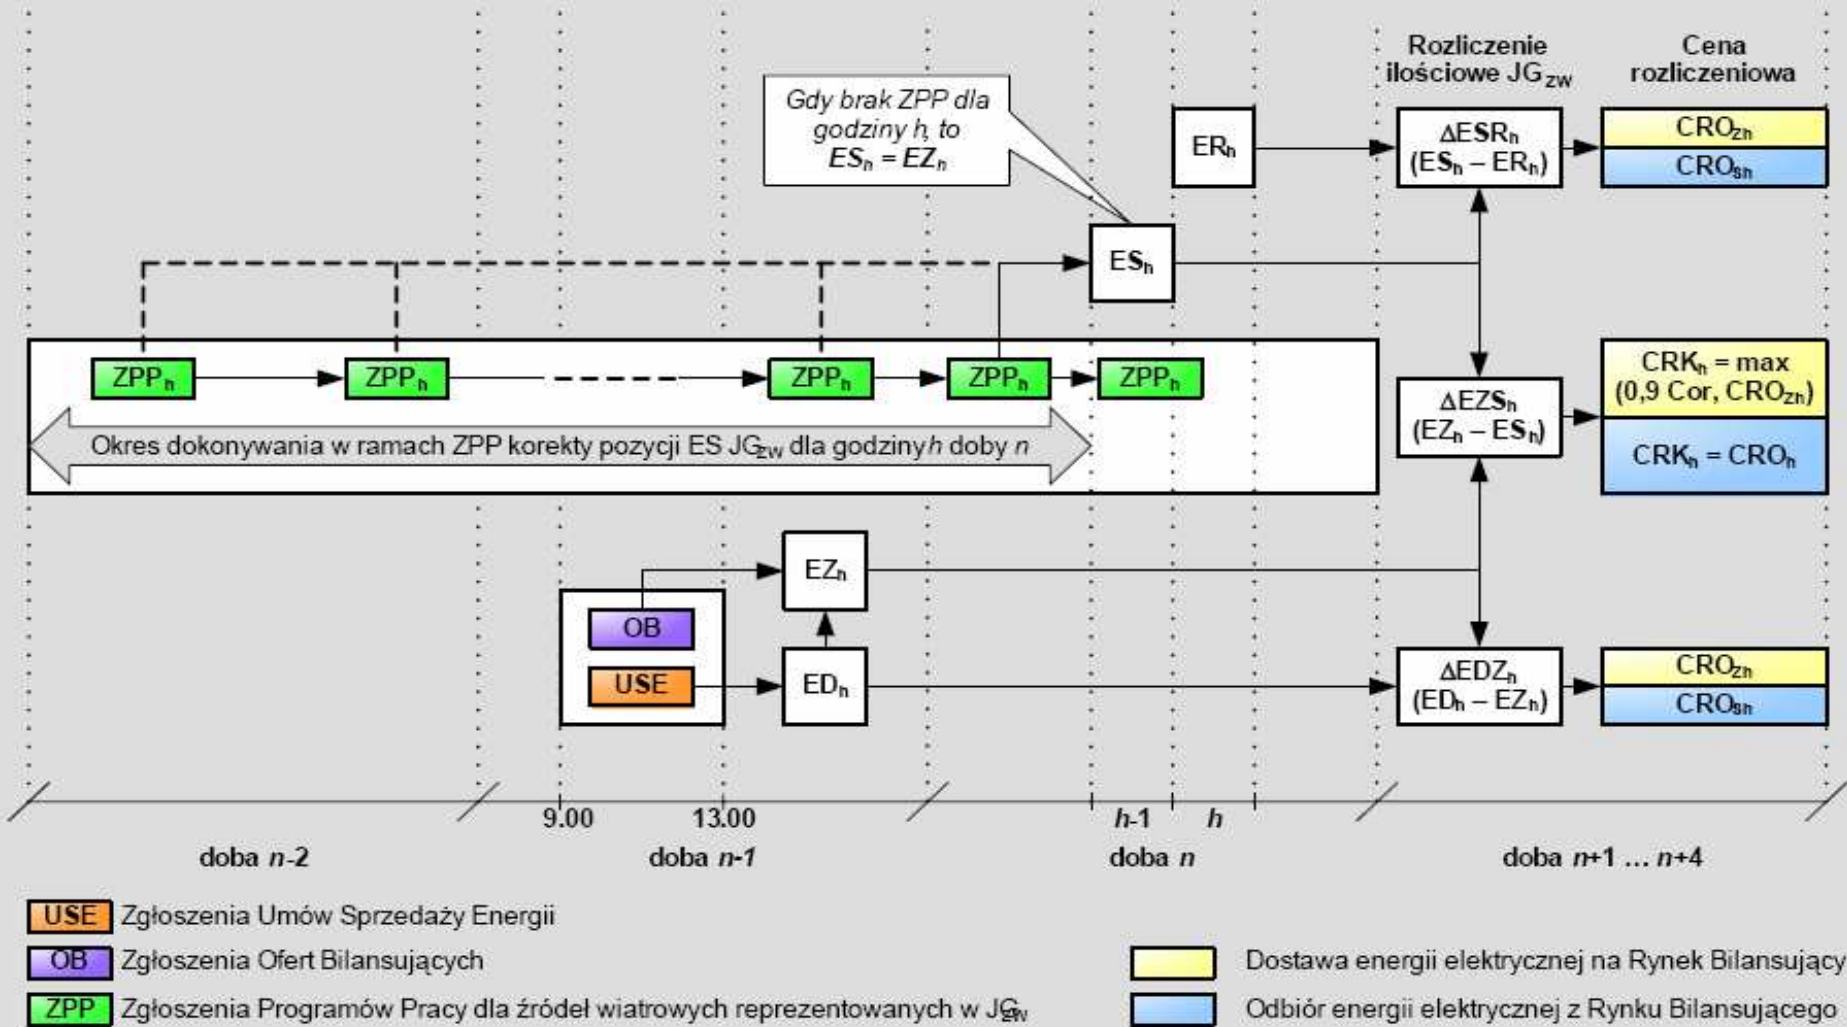 Rozliczenie
ilościowe JGZW
Cena
rozliczeniowa
Gdy brak ZPP dla
godziny h, to
ESh = EZh
ERh
ΔESRh
(ESh – ERh)
CROZh
CROSh
ESh
ZPPh
ZPPh
ZPPh
ZPPh
ZPPh
Okres dokonywania w ramach ZPP korekty pozycji ES JGZW dla godziny h doby n
ΔEZSh
(EZh – ESh)
CRKh = max
(0,9 Cor, CROZh)
CRKh = CROh
EZh
OB
USE
EDh
ΔEDZh
(EDh – EZh)
CROZh
CROSh
9.00
13.00
h-1
h
doba n-2
doba n-1
doba n
doba n+1 ... n+4
USE Zgłoszenia Umów Sprzedaży Energii
OB Zgłoszenia Ofert Bilansujących
ZPP Zgłoszenia Programów Pracy dla źródeł wiatrowych reprezentowanych w JGZW
Dostawa energii elektrycznej na Rynek Bilansujący
Odbiór energii elektrycznej z Rynku Bilansującego